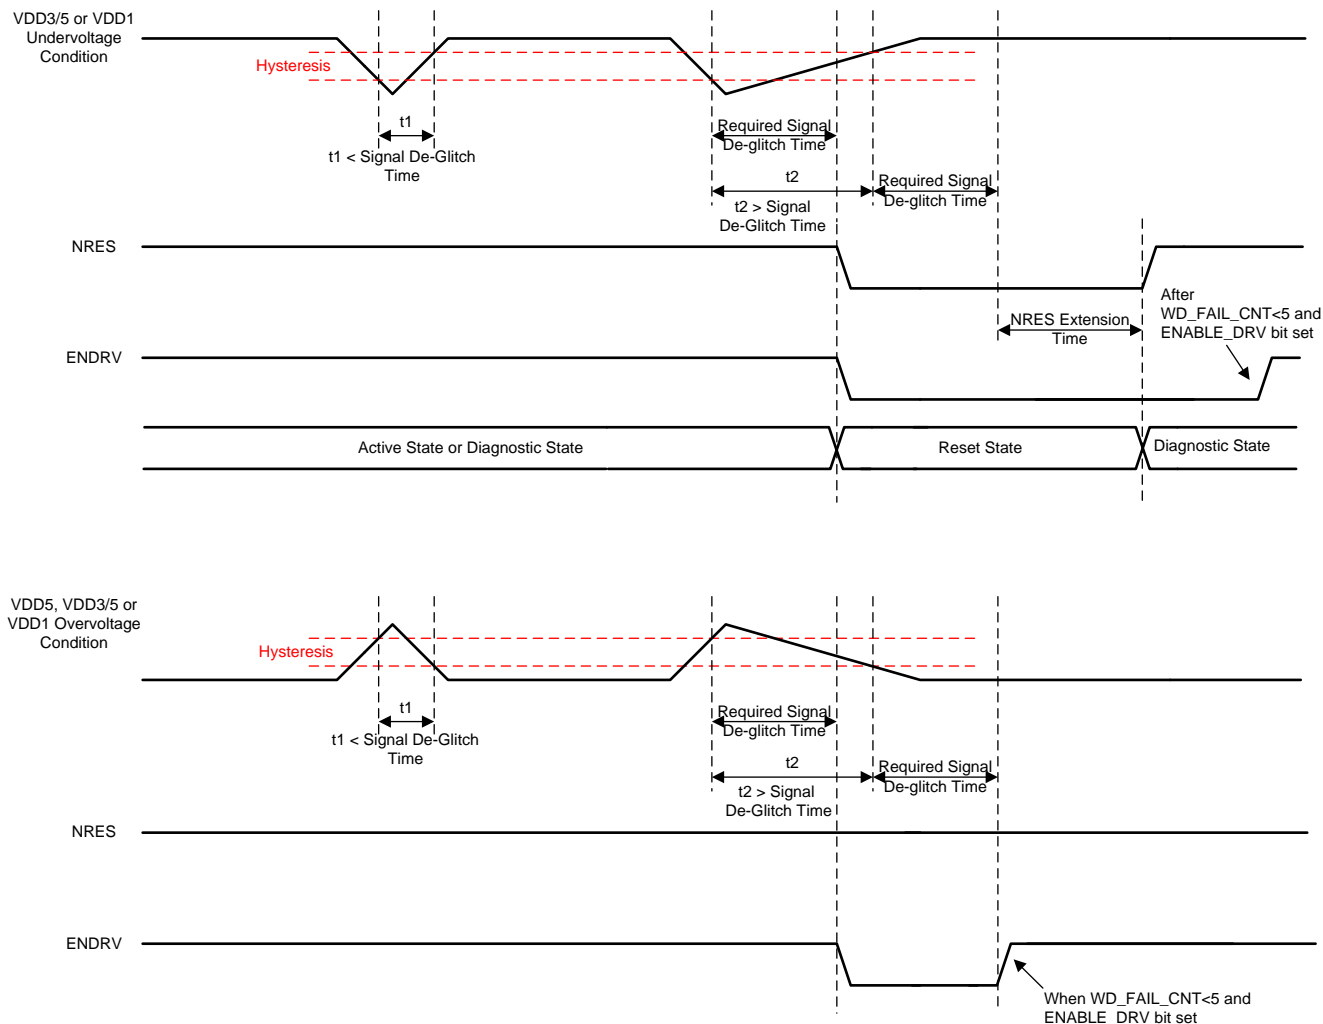 VDD3/5 or VDD1
Undervoltage
Condition
Hysteresis
t1
t1 < Signal De-Glitch
Time
Required Signal
De-glitch Time
t2
t2 > Signal
De-Glitch Time
Required Signal
De-glitch Time
NRES
After
WD_FAIL_CNT<5 and
ENABLE_DRV bit set
NRES Extension
Time
ENDRV
Active State or Diagnostic State
Reset State
Diagnostic State
VDD5, VDD3/5 or
VDD1 Overvoltage
Condition
Hysteresis
t1
t1 < Signal De-Glitch
Time
Required Signal
De-glitch Time
t2
t2 > Signal
De-Glitch Time
Required Signal
De-glitch Time
NRES
ENDRV
When WD_FAIL_CNT<5 and
ENABLE_DRV bit set